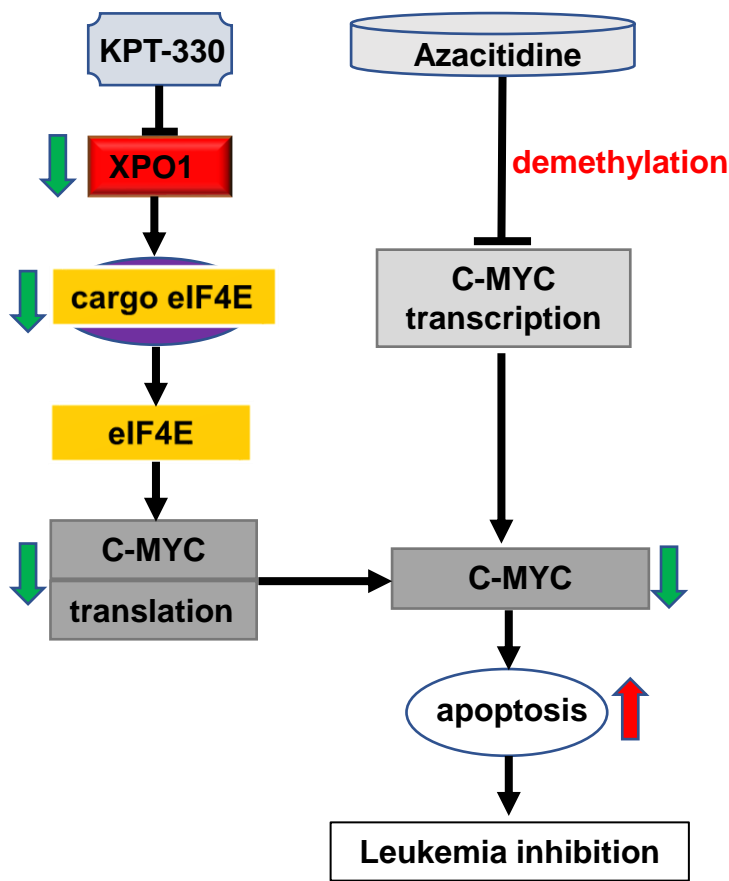 KPT-330
Azacitidine
XPO1
demethylation
cargo eIF4E
C-MYC
transcription
eIF4E
C-MYC
translation
C-MYC
apoptosis
Leukemia inhibition